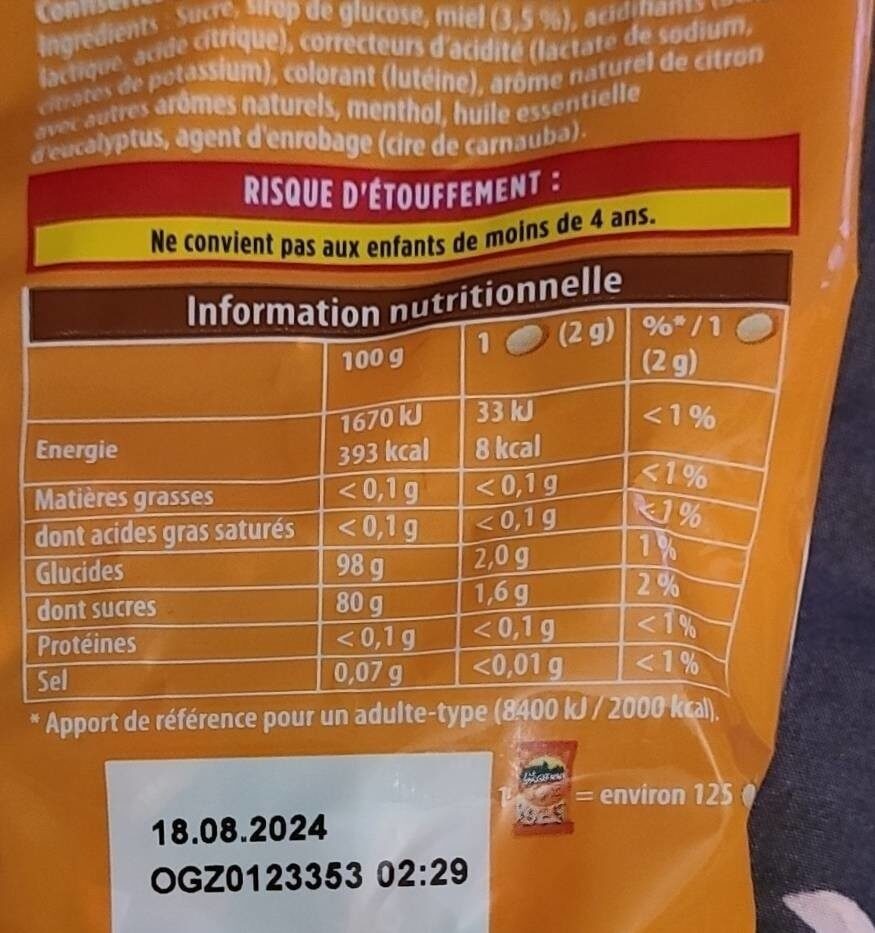 Ingrédients : Sucre, sirop de glucose, miel (3,5 %), acidifiants
lactique, acide citrique), correcteurs d'acidité (lactate de sodium,
citrates de potassium), colorant (lutéine), arôme naturel de citron
avec autres arômes naturels, menthol, huile essentielle
d'eucalyptus, agent d'enrobage (cire de carnauba).
RISQUE D'ÉTOUFFEMENT :
Ne convient pas aux enfants de moins de 4 ans.
Information nutritionnelle
100 g 1 (2 g) %*/1 (2 g)
Energie 1670 kJ 393 kcal 33 kJ 8 kcal <1%
Matières grasses <0,1 g <0,1 g <1%
dont acides gras saturés <0,1 g <0,1 g <1%
Glucides 98 g 2,0 g 1%
dont sucres 80 g 1,6 g 2%
Protéines <0,1 g <0,1 g <1%
Sel 0,07 g <0,01 g <1%
* Apport de référence pour un adulte-type (8400 kJ / 2000 kcal).
1 = environ 125
18.08.2024
OGZ0123353 02:29